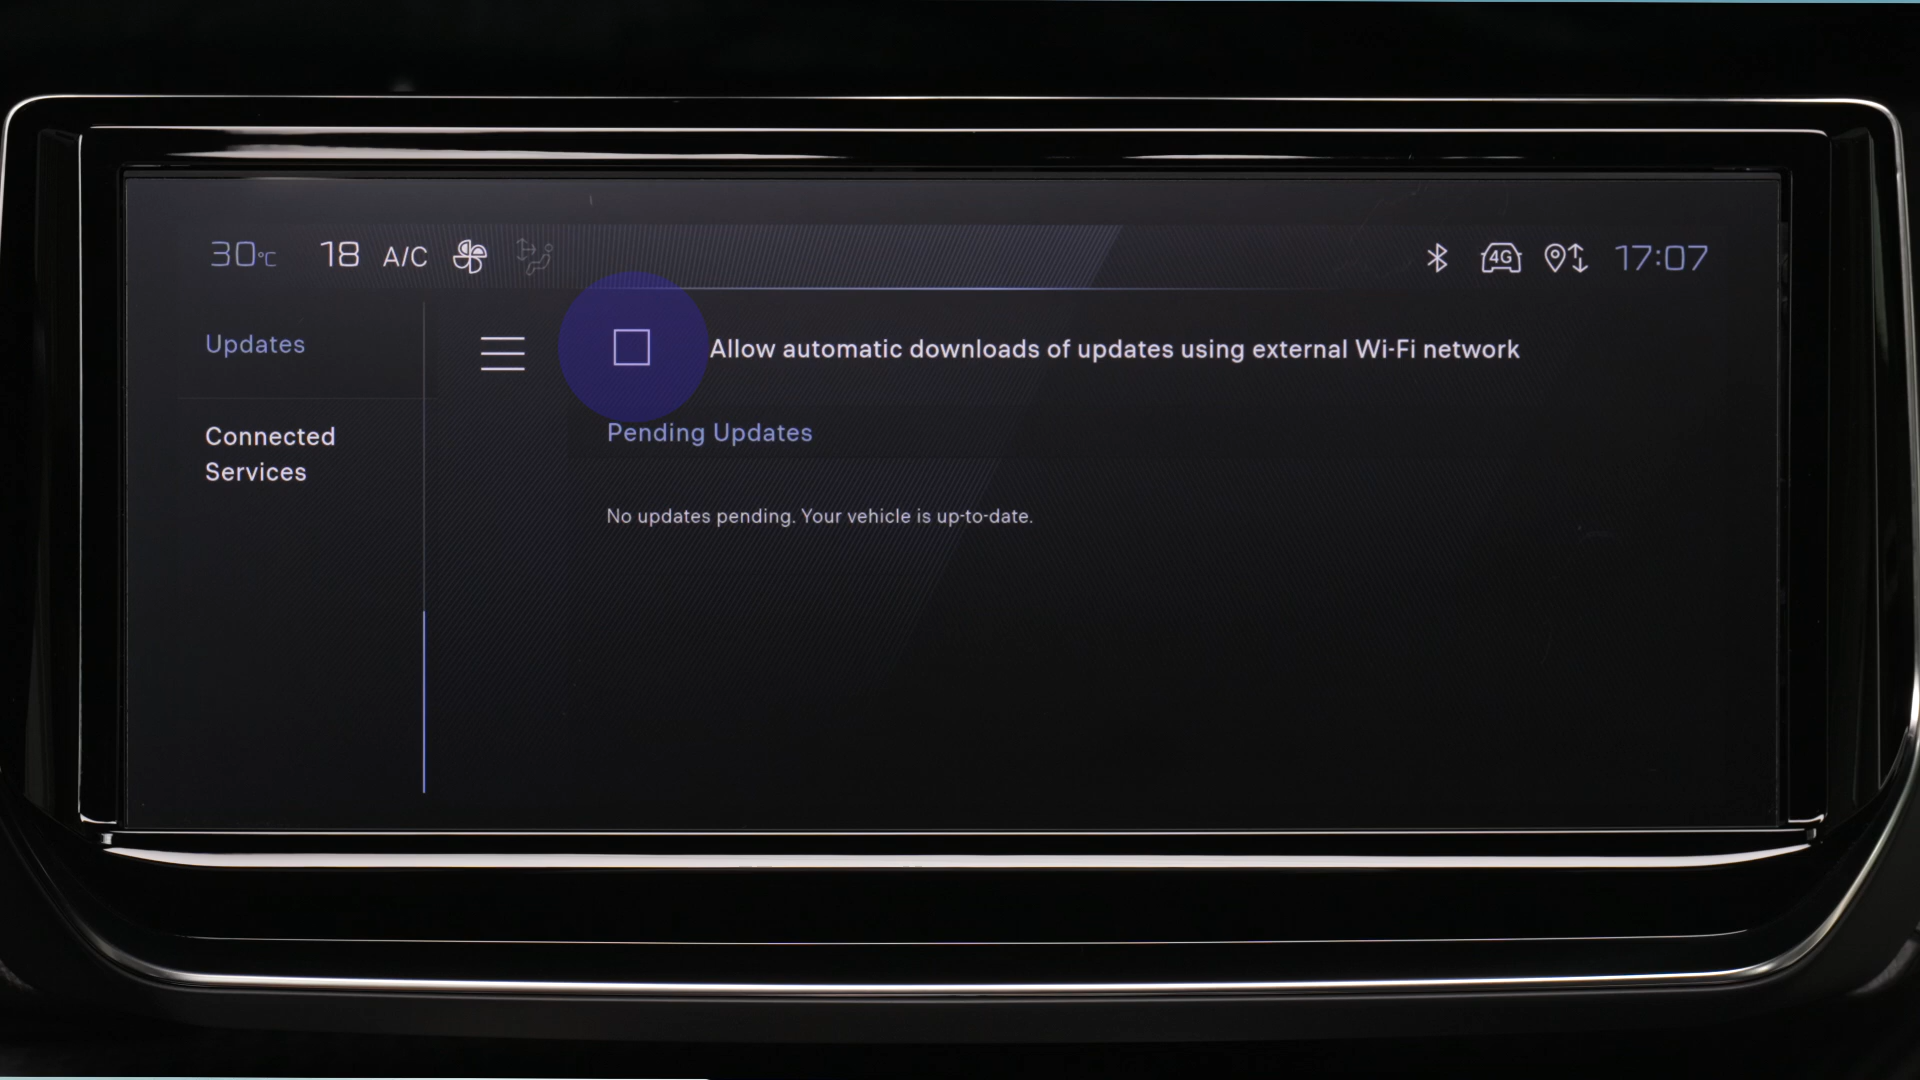 30°C 18 A/C 4G 17:07
Updates
Allow automatic downloads of updates using external Wi-Fi network
Connected
Services
Pending Updates
No updates pending. Your vehicle is up-to-date.